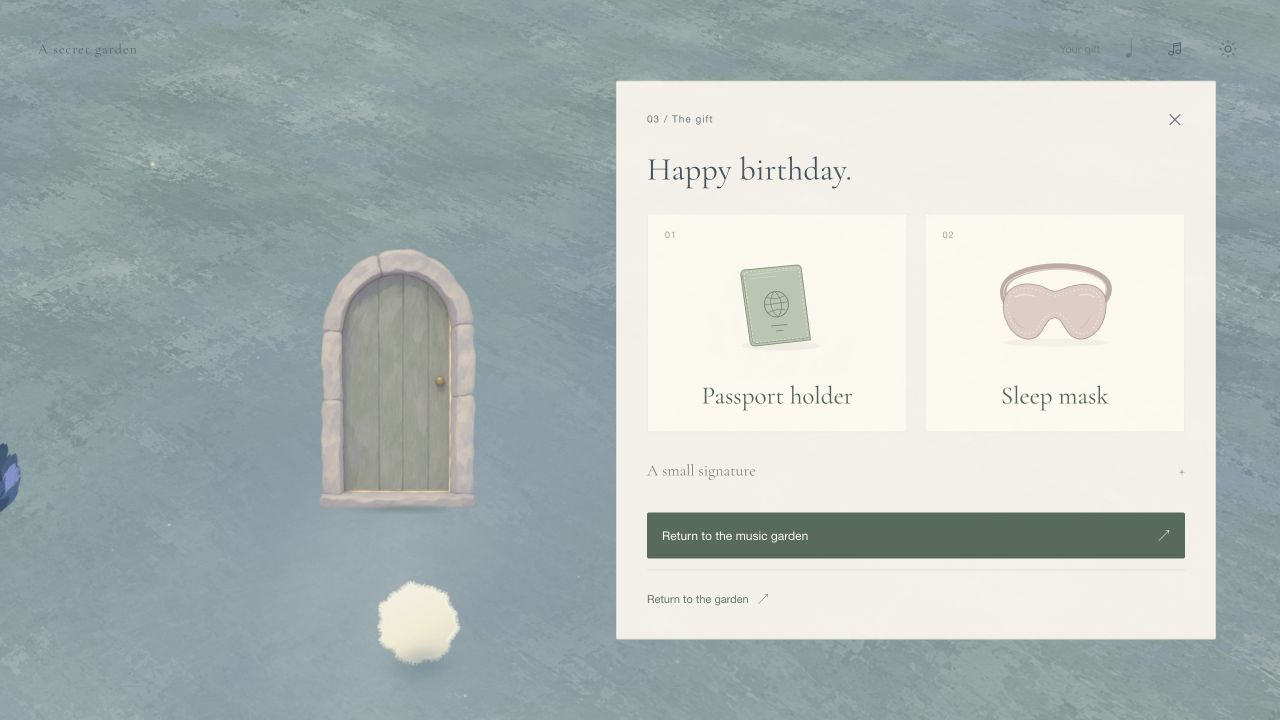 A secret garden
Your gift
03 / The gift
Happy birthday.
01
02
Passport holder
Sleep mask
A small signature
+
Return to the music garden
Return to the garden